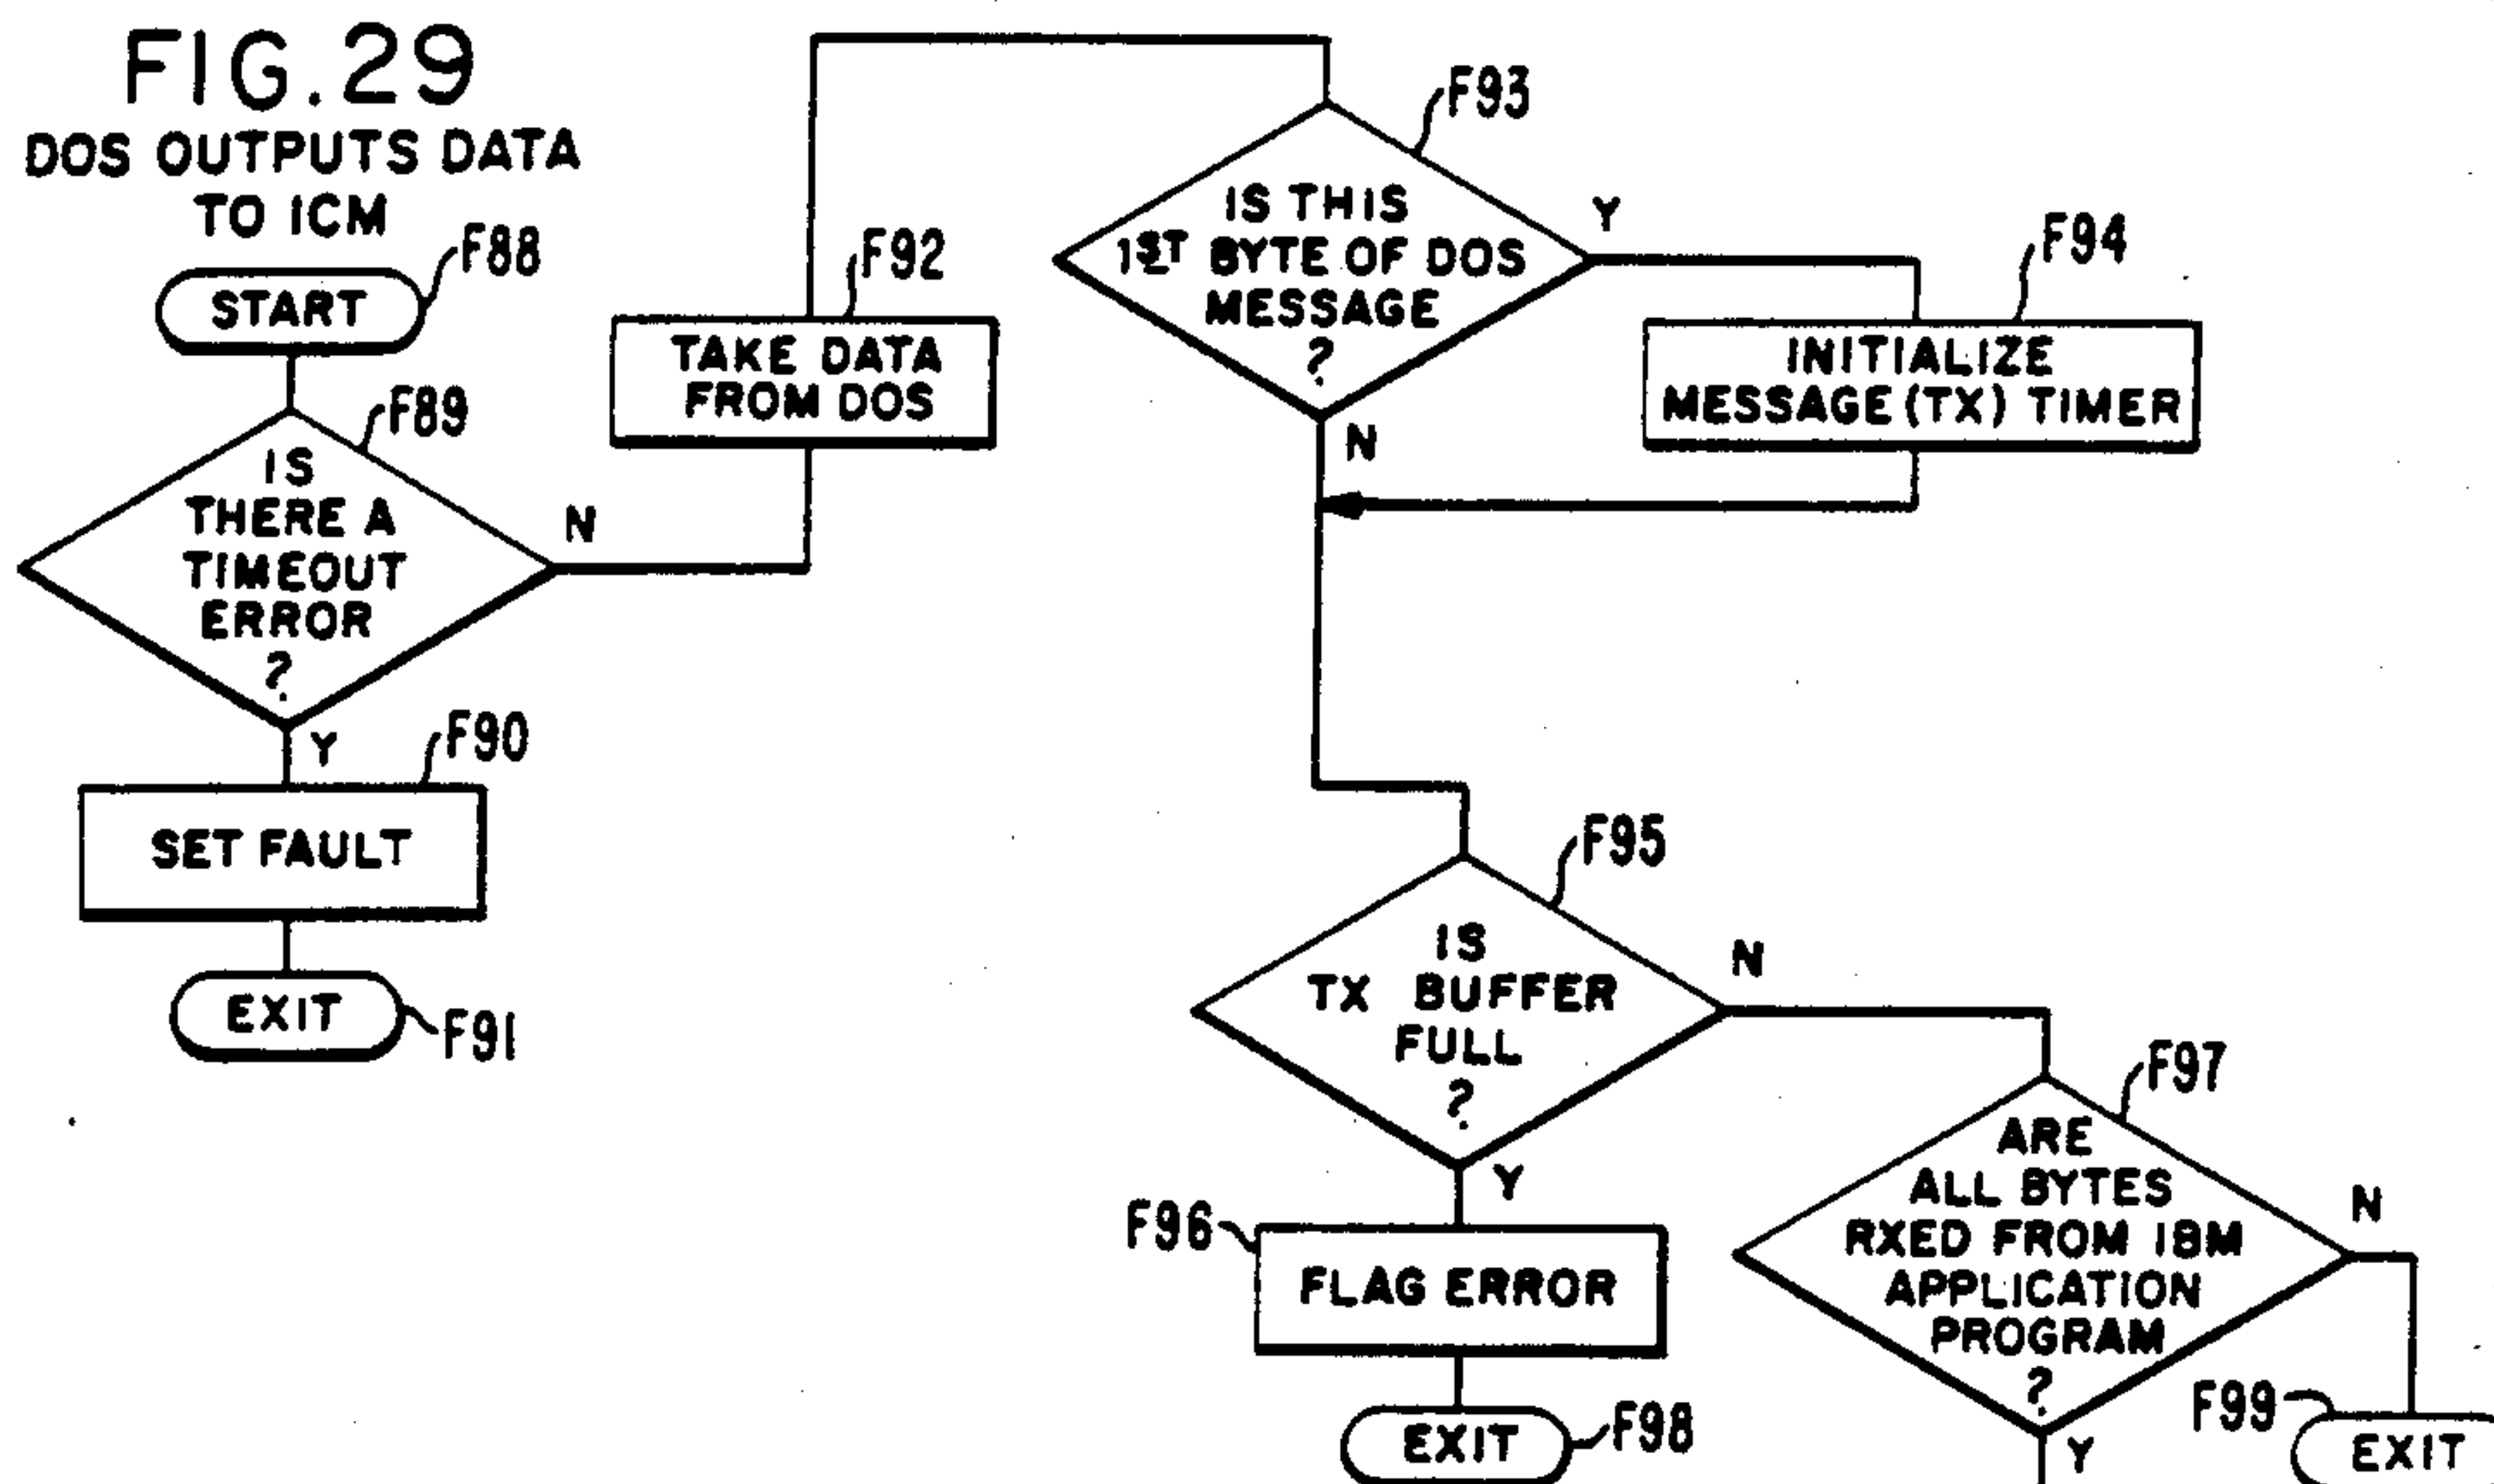 FIG.29
DOS OUTPUTS DATA
TO ICM
F88
START
F89
IS
THERE A
TIMEOUT
ERROR
?
N
Y
F90
SET FAULT
EXIT
F91
F92
TAKE DATA
FROM DOS
F93
IS THIS
1ST BYTE OF DOS
MESSAGE
?
Y
N
F94
INITIALIZE
MESSAGE (TX) TIMER
F95
IS
TX BUFFER
FULL
?
N
Y
F96
FLAG ERROR
EXIT
F98
F97
ARE
ALL BYTES
RXED FROM IBM
APPLICATION
PROGRAM
?
N
Y
F99
EXIT